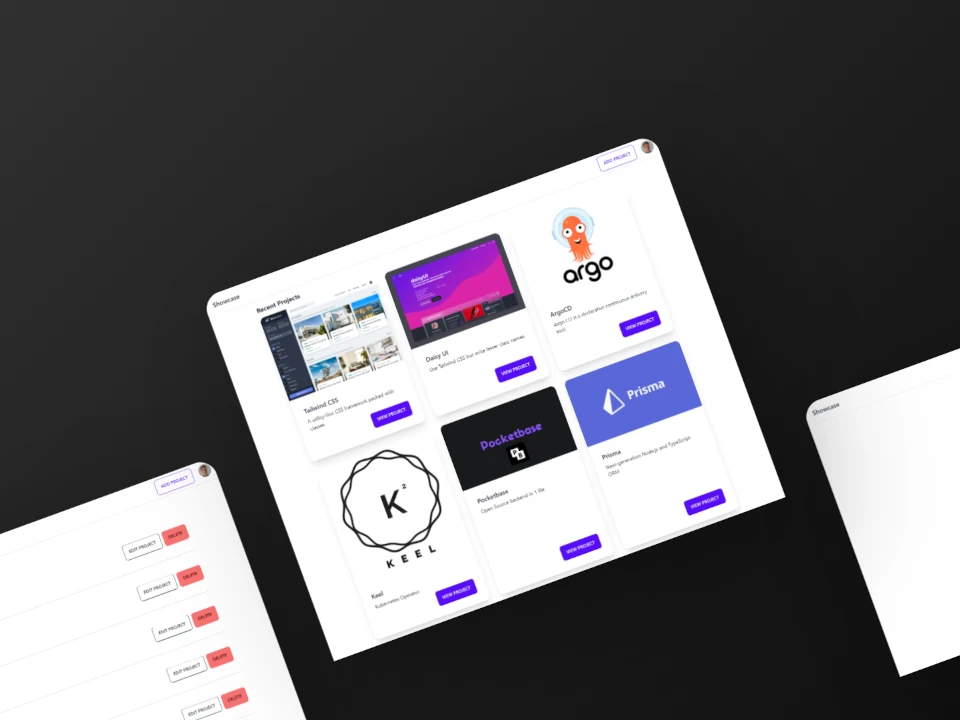 Showcase
ADD PROJECT
Recent Projects
Tailwind CSS
A utility-first CSS framework packed with
classes
VIEW PROJECT
daisyUI
Daisy UI
Use Tailwind CSS but write fewer class names
VIEW PROJECT
argo
ArgoCD
Argo CD is a declarative continuous delivery
tool.
VIEW PROJECT
K2
KEEL
Keel
Kubernetes Operator
VIEW PROJECT
Pocketbase
P
B
Pocketbase
Open Source backend in 1 file
VIEW PROJECT
Prisma
Prisma
Next-generation Node.js and TypeScript
ORM
VIEW PROJECT
ADD PROJECT
EDIT PROJECT
DELETE
EDIT PROJECT
DELETE
EDIT PROJECT
DELETE
EDIT PROJECT
DELETE
EDIT PROJECT
DELETE
Showcase